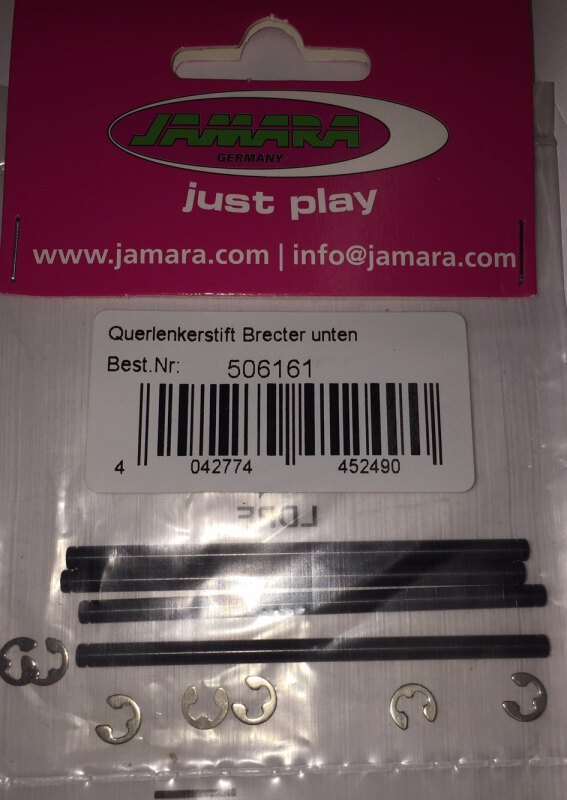 JAMARA
GERMANY
just play
www.jamara.com | info@jamara.com
Querlenkerstift Brecter unten
Best.Nr: 506161
4 042774 452490
LDPE